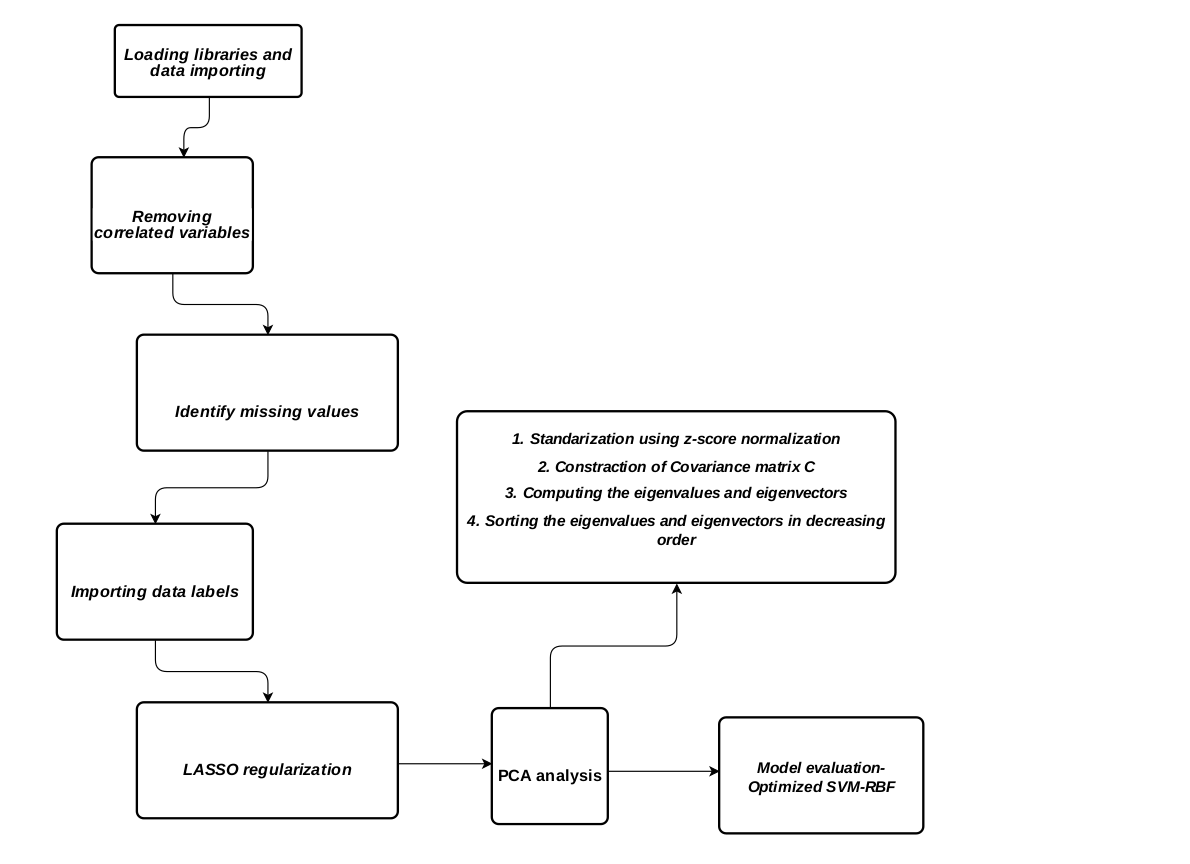 Loading libraries and
data importing
Removing
correlated variables
Identify missing values
Importing data labels
1. Standarization using z-score normalization
2. Constraction of Covariance matrix C
3. Computing the eigenvalues and eigenvectors
4. Sorting the eigenvalues and eigenvectors in decreasing
order
LASSO regularization
PCA analysis
Model evaluation-
Optimized SVM-RBF